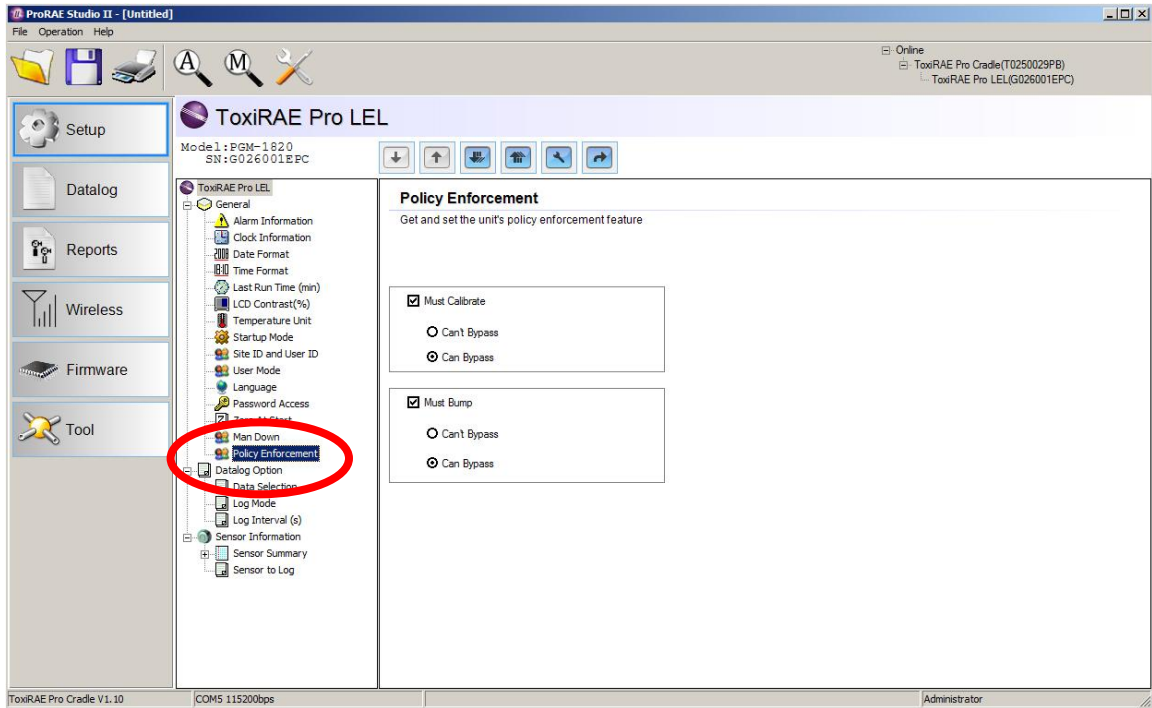 ProRAE Studio II - [Untitled]
File Operation Help
A M
Online
ToxiRAE Pro Cradle(T0250029PB)
ToxiRAE Pro LEL(G026001EPC)
Setup
Datalog
Reports
Wireless
Firmware
Tool
ToxiRAE Pro LEL
Model:PGM-1820
SN:G026001EPC
ToxiRAE Pro LEL
General
Alarm Information
Clock Information
Date Format
Time Format
Last Run Time (min)
LCD Contrast(%)
Temperature Unit
Startup Mode
Site ID and User ID
User Mode
Language
Password Access
Zero At Start
Man Down
Policy Enforcement
Datalog Option
Data Selection
Log Mode
Log Interval (s)
Sensor Information
Sensor Summary
Sensor to Log
Policy Enforcement
Get and set the unit's policy enforcement feature
Must Calibrate
Can't Bypass
Can Bypass
Must Bump
Can't Bypass
Can Bypass
ToxiRAE Pro Cradle V1.10
COM5 115200bps
Administrator